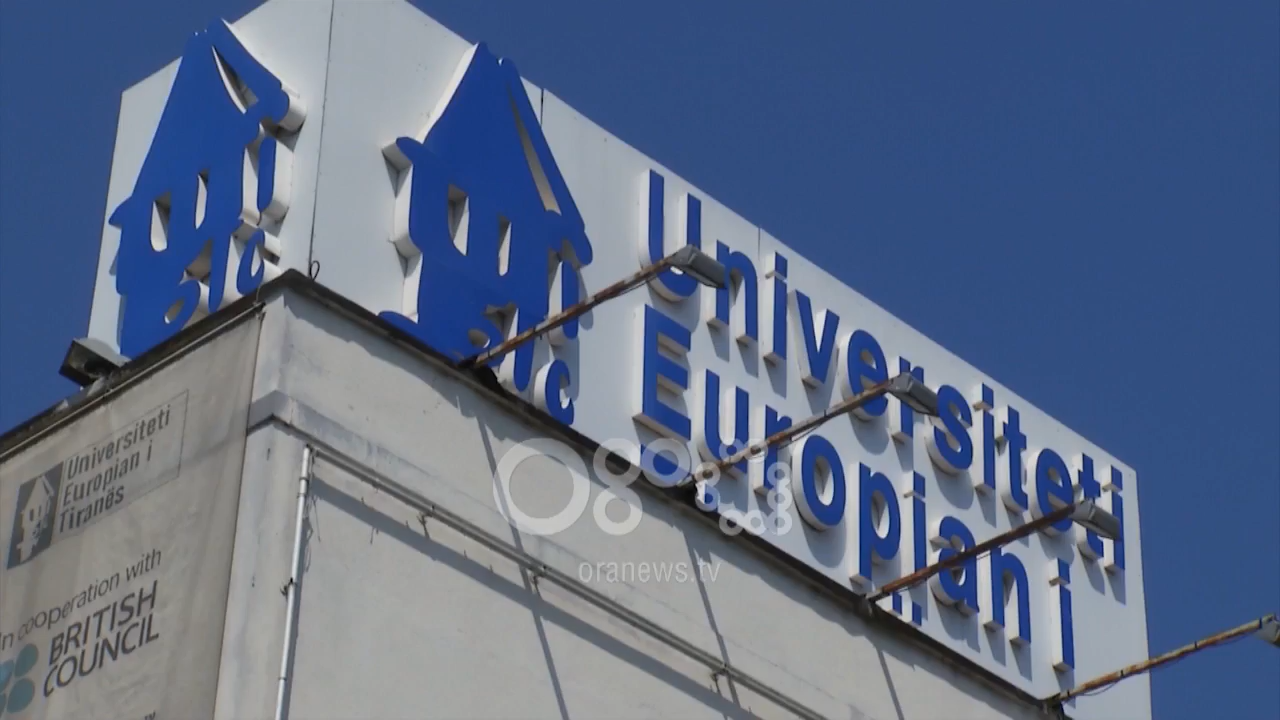 Universiteti
Europian i
Universiteti
Europian i
Tiranës
In cooperation with
BRITISH
COUNCIL
oranews.tv